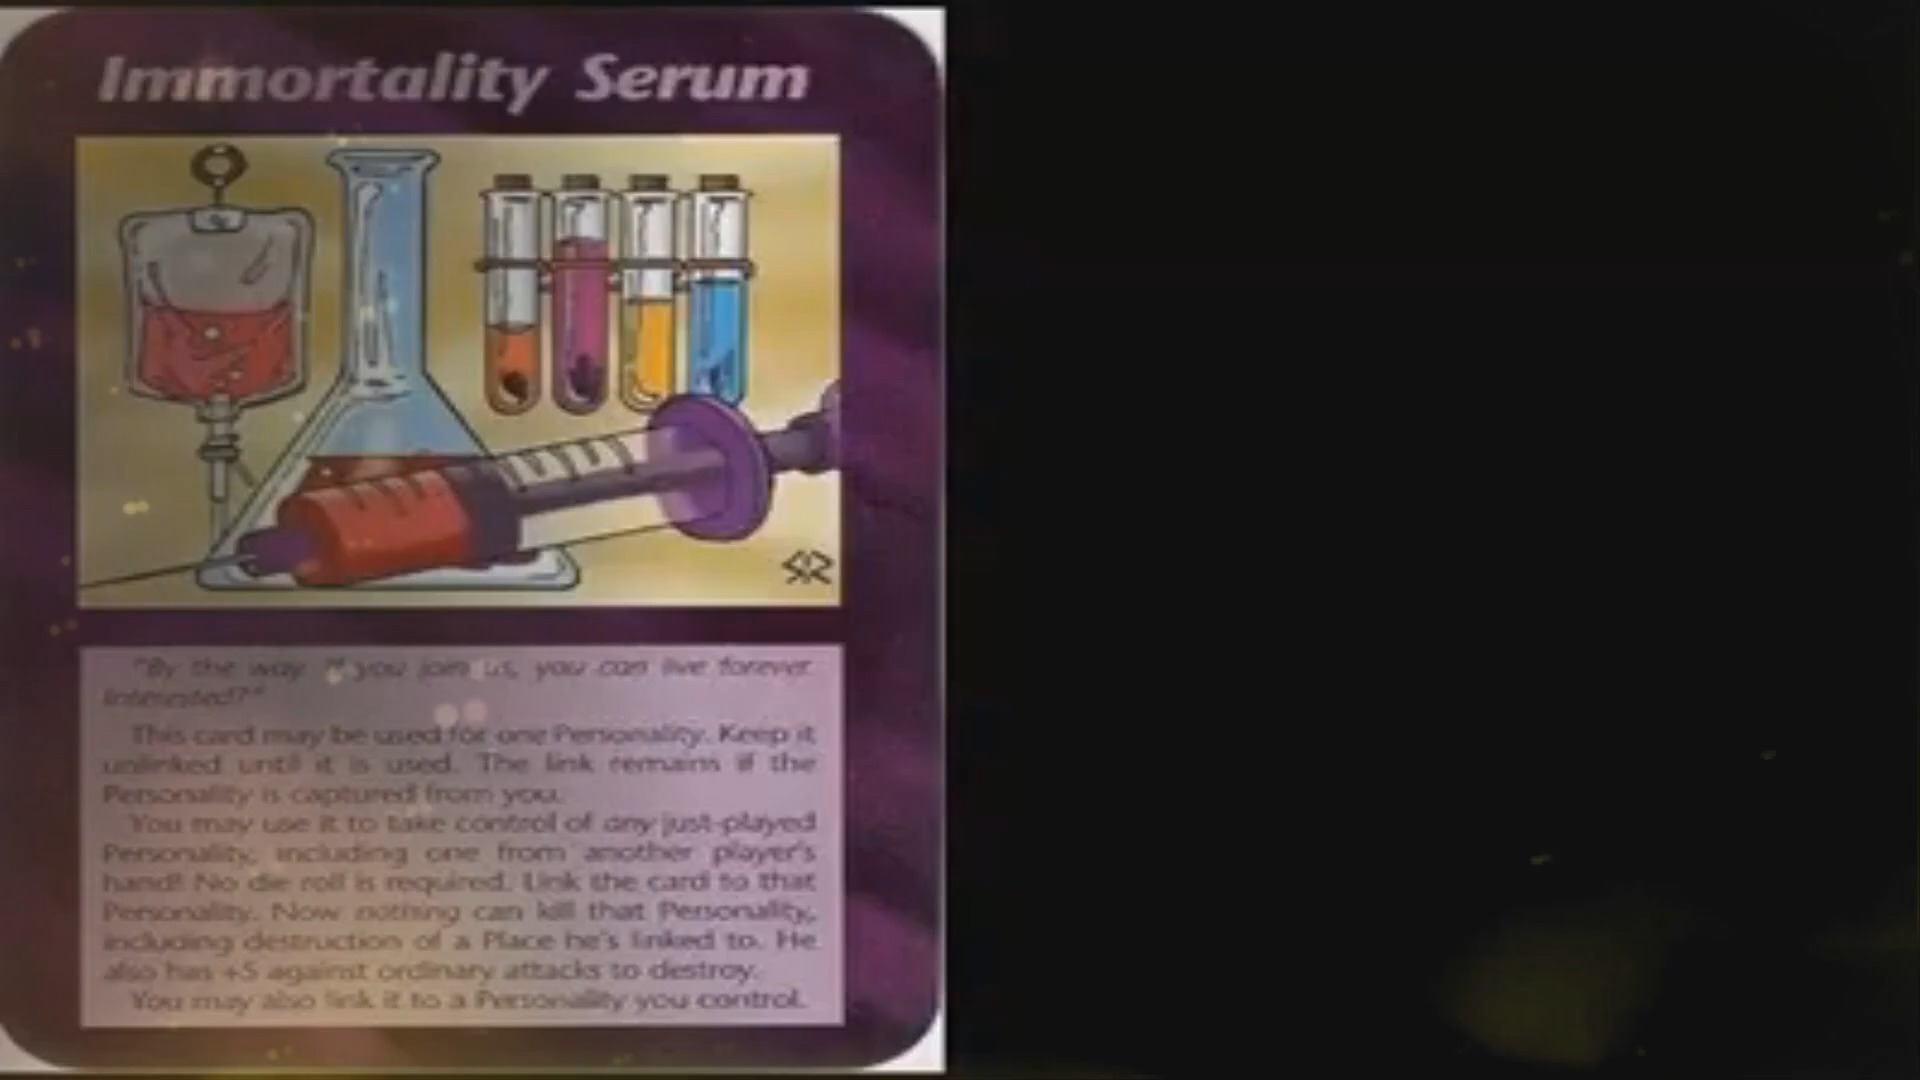 Immortality Serum
SR
"By the way. If you join us, you can live forever.
Interested?"
This card may be used for one Personality. Keep it
unlinked until it is used. The link remains if the
Personality is captured from you.
You may use it to take control of any just-played
Personality, including one from another player's
hand! No die roll is required. Link the card to that
Personality. Now nothing can kill that Personality,
including destruction of a Place he's linked to. He
also has +5 against ordinary attacks to destroy.
You may also link it to a Personality you control.